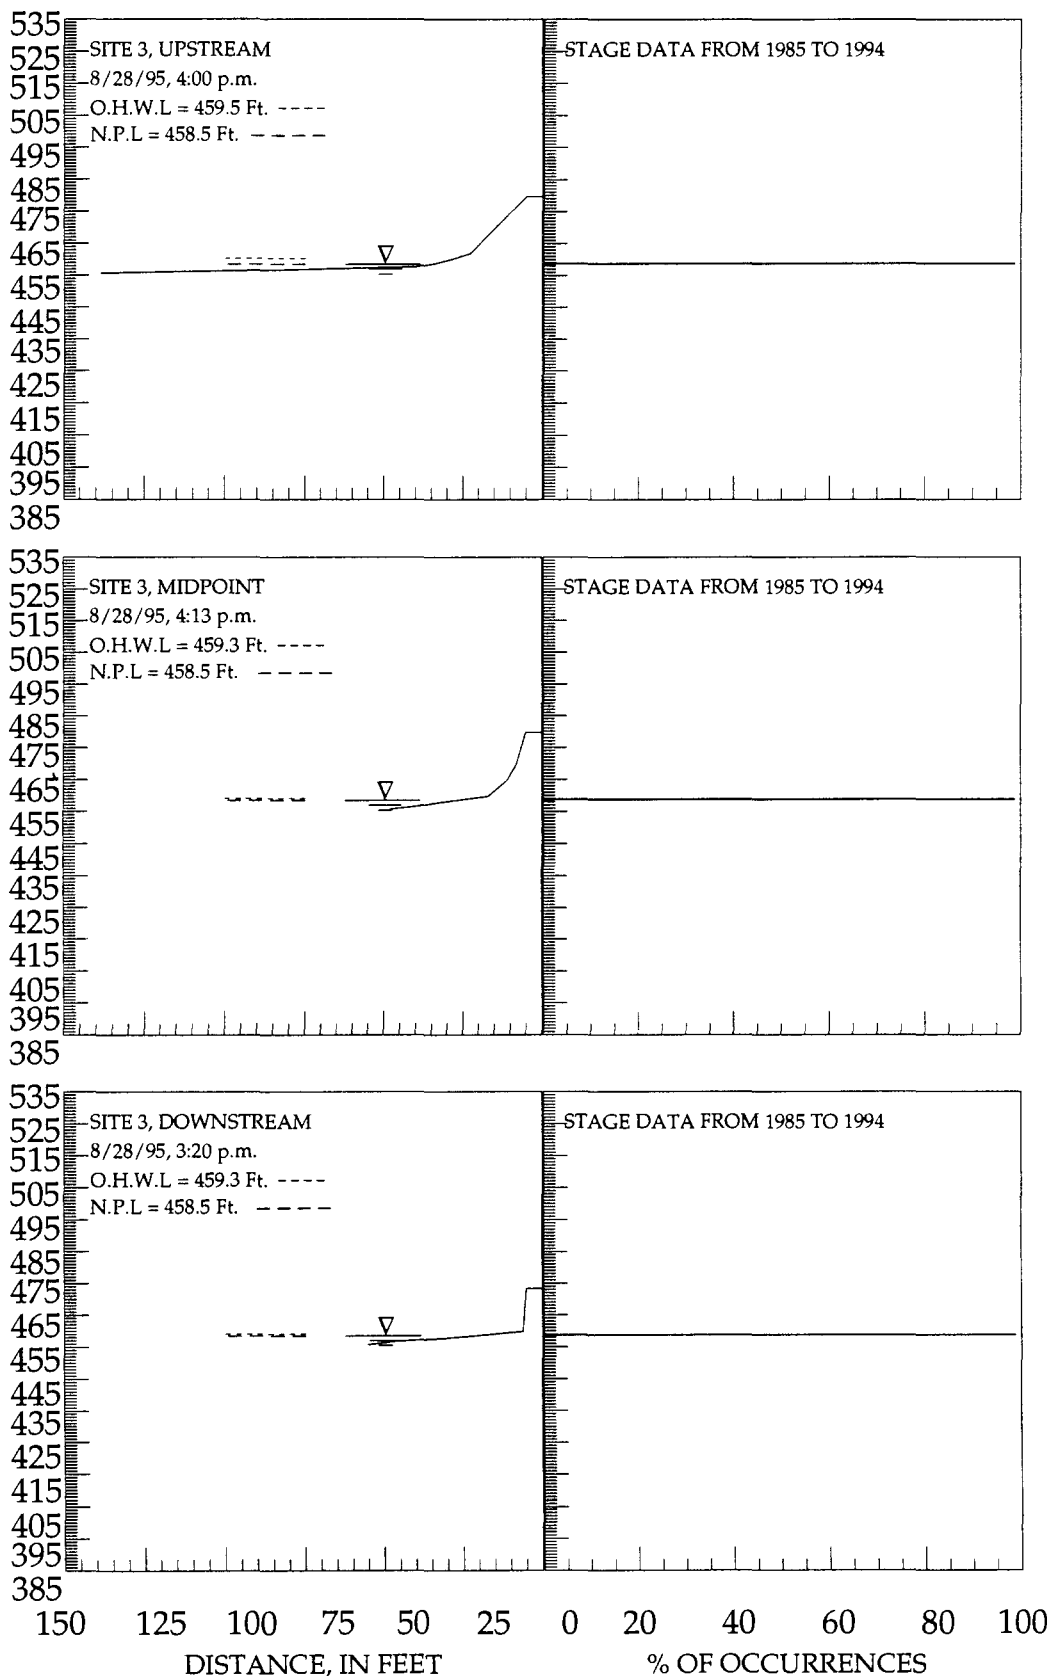 535
525
515
505
495
485
475
465
455
445
435
425
415
405
395
385
SITE 3, UPSTREAM
8/28/95, 4:00 p.m.
O.H.W.L = 459.5 Ft. ----
N.P.L = 458.5 Ft. — — — —
STAGE DATA FROM 1985 TO 1994
535
525
515
505
495
485
475
465
455
445
435
425
415
405
395
385
SITE 3, MIDPOINT
8/28/95, 4:13 p.m.
O.H.W.L = 459.3 Ft. ----
N.P.L = 458.5 Ft. — — — —
STAGE DATA FROM 1985 TO 1994
535
525
515
505
495
485
475
465
455
445
435
425
415
405
395
385
SITE 3, DOWNSTREAM
8/28/95, 3:20 p.m.
O.H.W.L = 459.3 Ft. ----
N.P.L = 458.5 Ft. — — — —
STAGE DATA FROM 1985 TO 1994
150 125 100 75 50 25 0 20 40 60 80 100
DISTANCE, IN FEET % OF OCCURRENCES